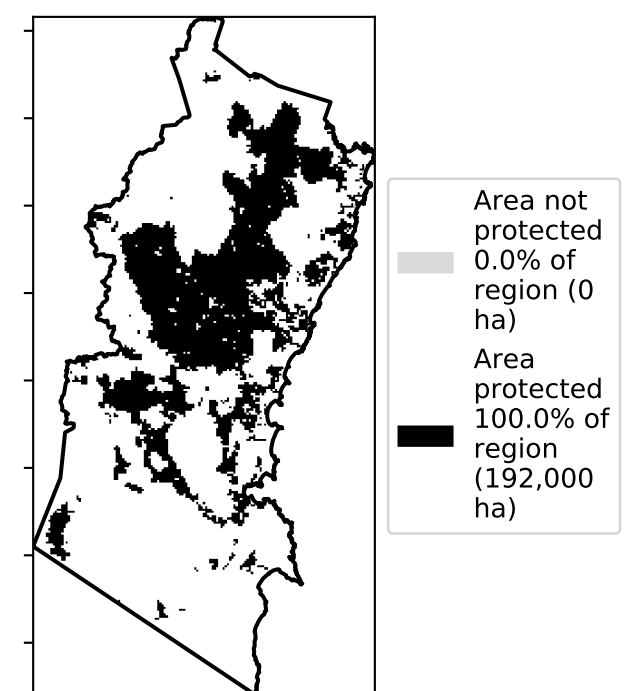 Area not
protected
0.0% of
region (0
ha)
Area
protected
100.0% of
region
(192,000
ha)